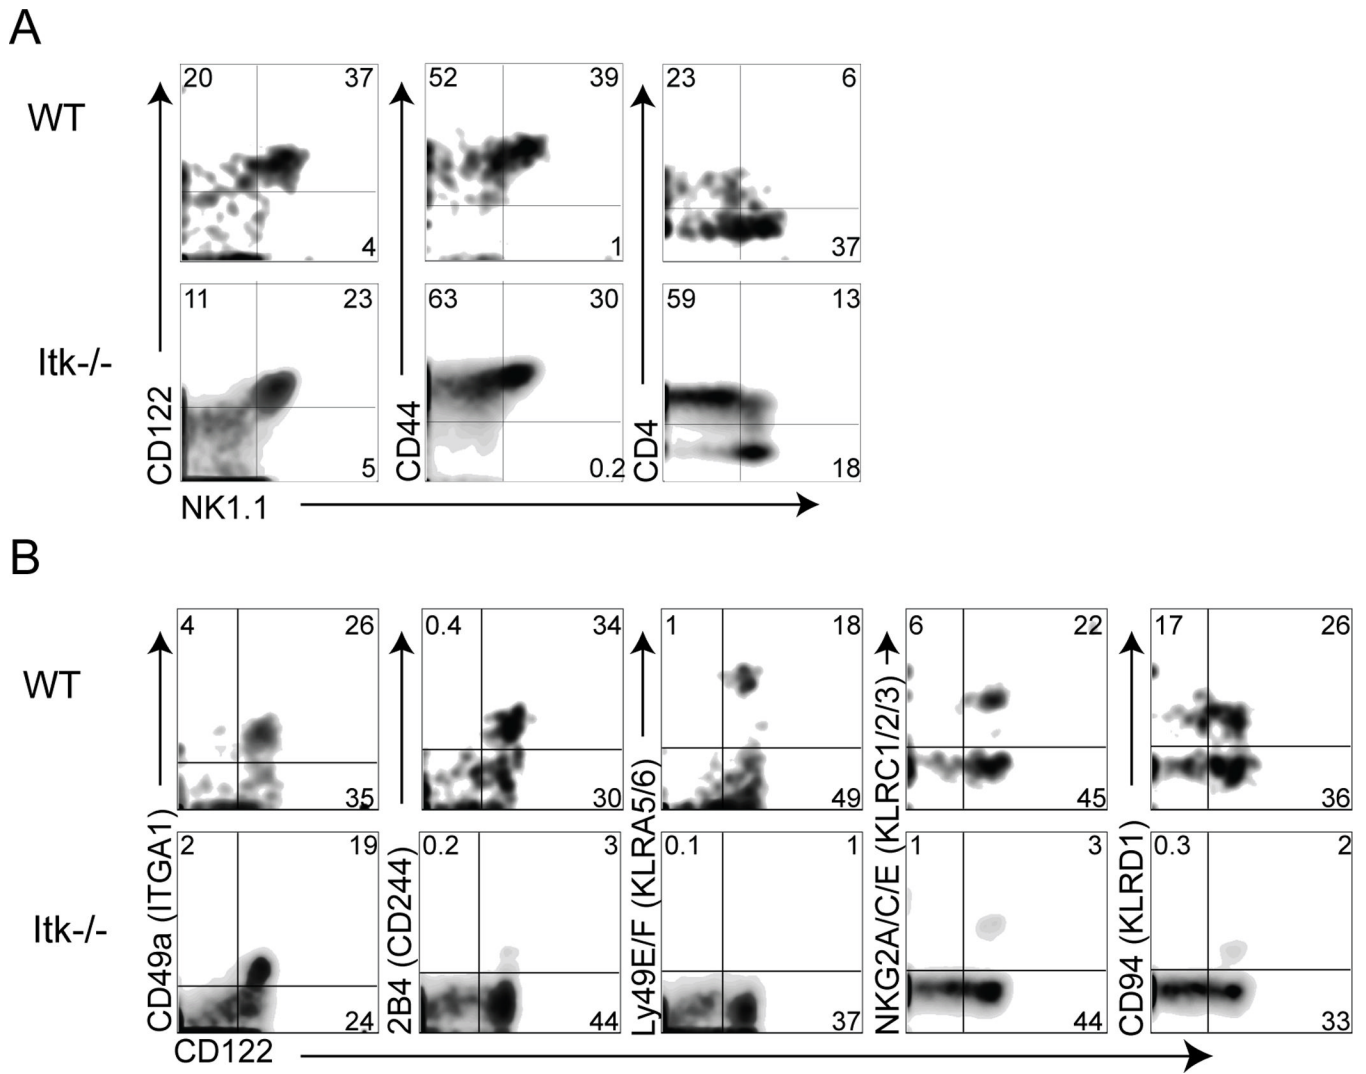 A
WT
20 37
4
52 39
1
23 6
37
Itk-/-
11 23
5
63 30
0.2
59 13
18
CD122
CD44
CD4
NK1.1
B
WT
4 26
35
0.4 34
30
1 18
49
6 22
45
17 26
36
Itk-/-
2 19
24
0.2 3
44
0.1 1
37
1 3
44
0.3 2
33
CD49a (ITGA1)
2B4 (CD244)
Ly49E/F (KLRA5/6)
NKG2A/C/E (KLRC1/2/3)
CD94 (KLRD1)
CD122